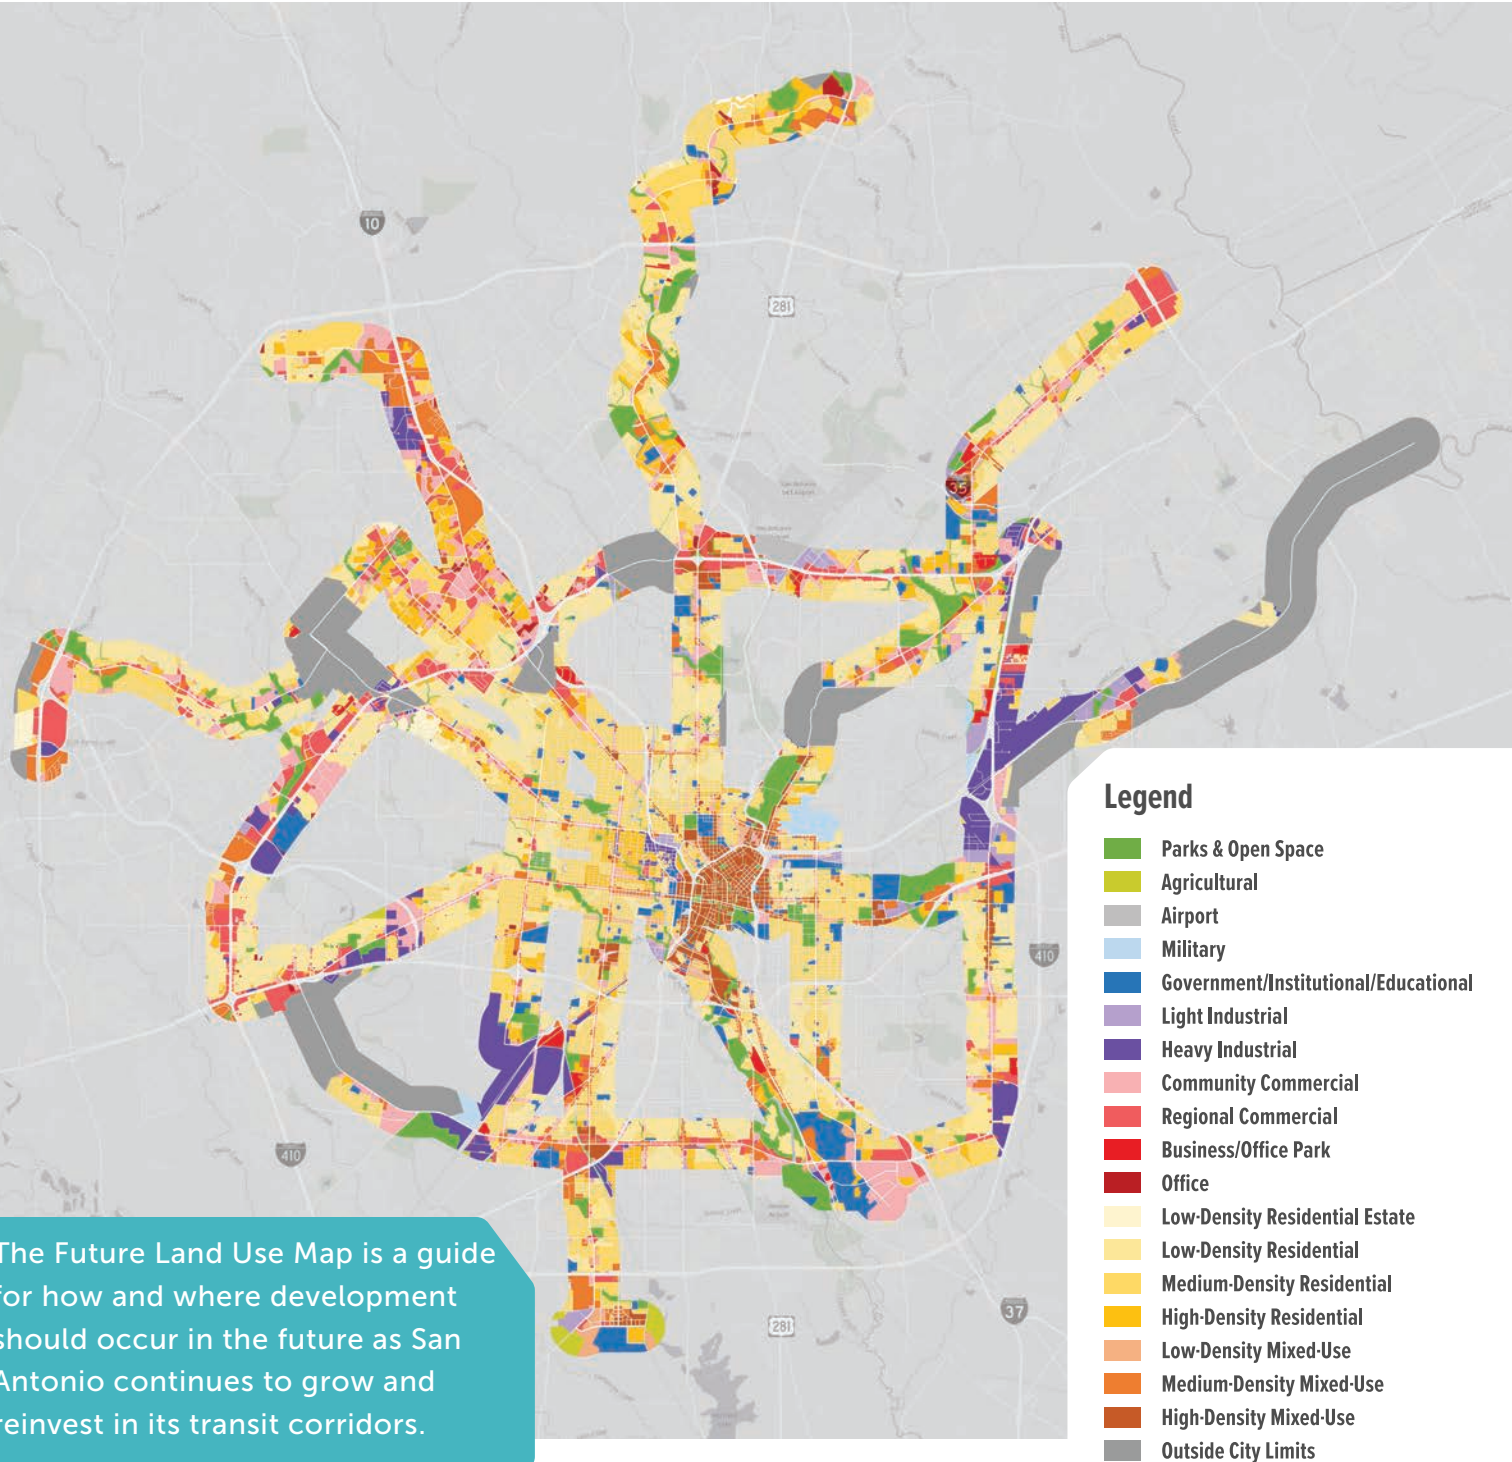 10
281
35
410
410
281
37
Legend
Parks & Open Space
Agricultural
Airport
Military
Government/Institutional/Educational
Light Industrial
Heavy Industrial
Community Commercial
Regional Commercial
Business/Office Park
Office
Low-Density Residential Estate
Low-Density Residential
Medium-Density Residential
High-Density Residential
Low-Density Mixed-Use
Medium-Density Mixed-Use
High-Density Mixed-Use
Outside City Limits
The Future Land Use Map is a guide
for how and where development
should occur in the future as San
Antonio continues to grow and
reinvest in its transit corridors.